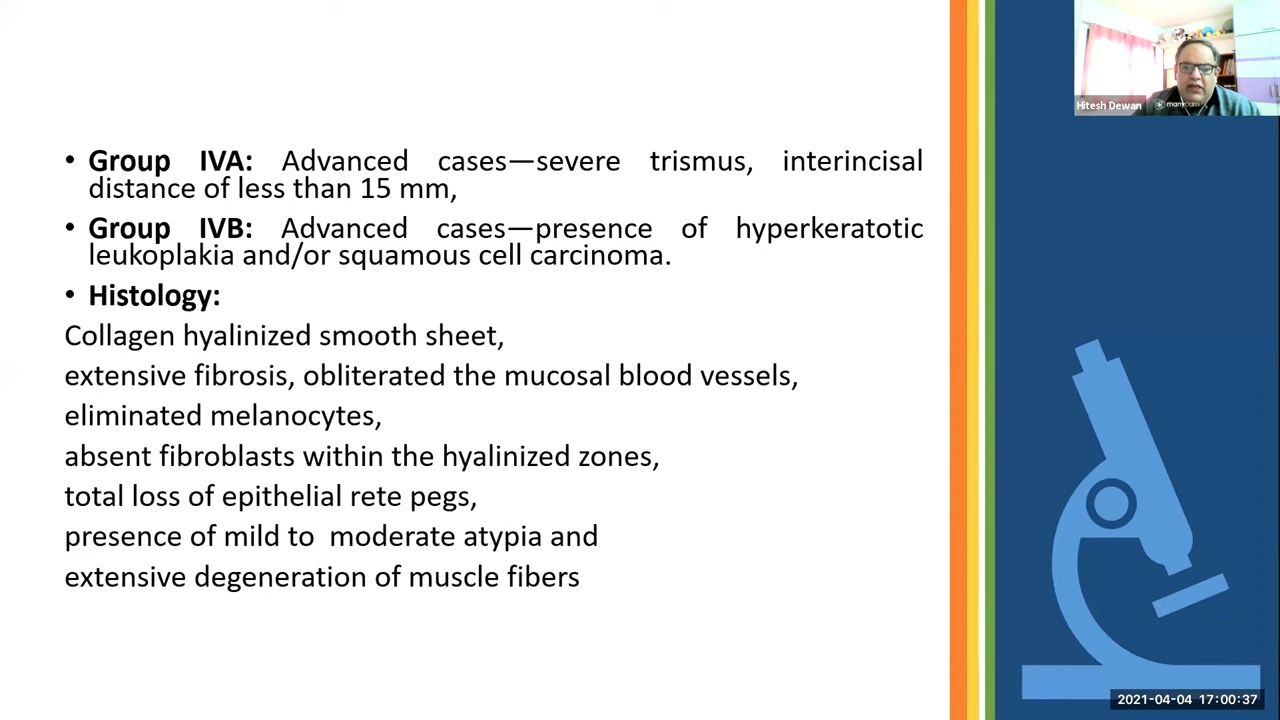 Hitesh Dewan
manycam
• Group IVA: Advanced cases—severe trismus, interincisal
distance of less than 15 mm,
• Group IVB: Advanced cases—presence of hyperkeratotic
leukoplakia and/or squamous cell carcinoma.
• Histology:
Collagen hyalinized smooth sheet,
extensive fibrosis, obliterated the mucosal blood vessels,
eliminated melanocytes,
absent fibroblasts within the hyalinized zones,
total loss of epithelial rete pegs,
presence of mild to  moderate atypia and
extensive degeneration of muscle fibers
2021-04-04 17:00:37